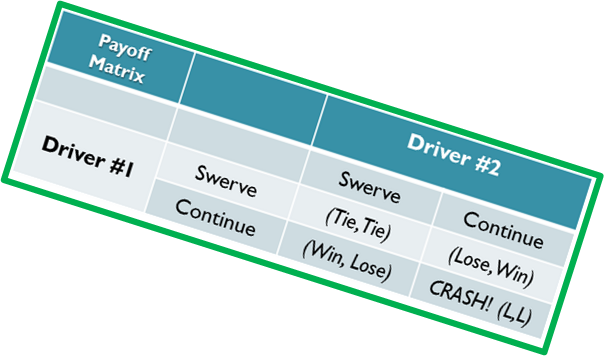 Payoff
Matrix
Driver #2
Swerve Continue
Driver #1 Swerve (Tie,Tie) (Lose,Win)
Continue (Win, Lose) CRASH! (L,L)